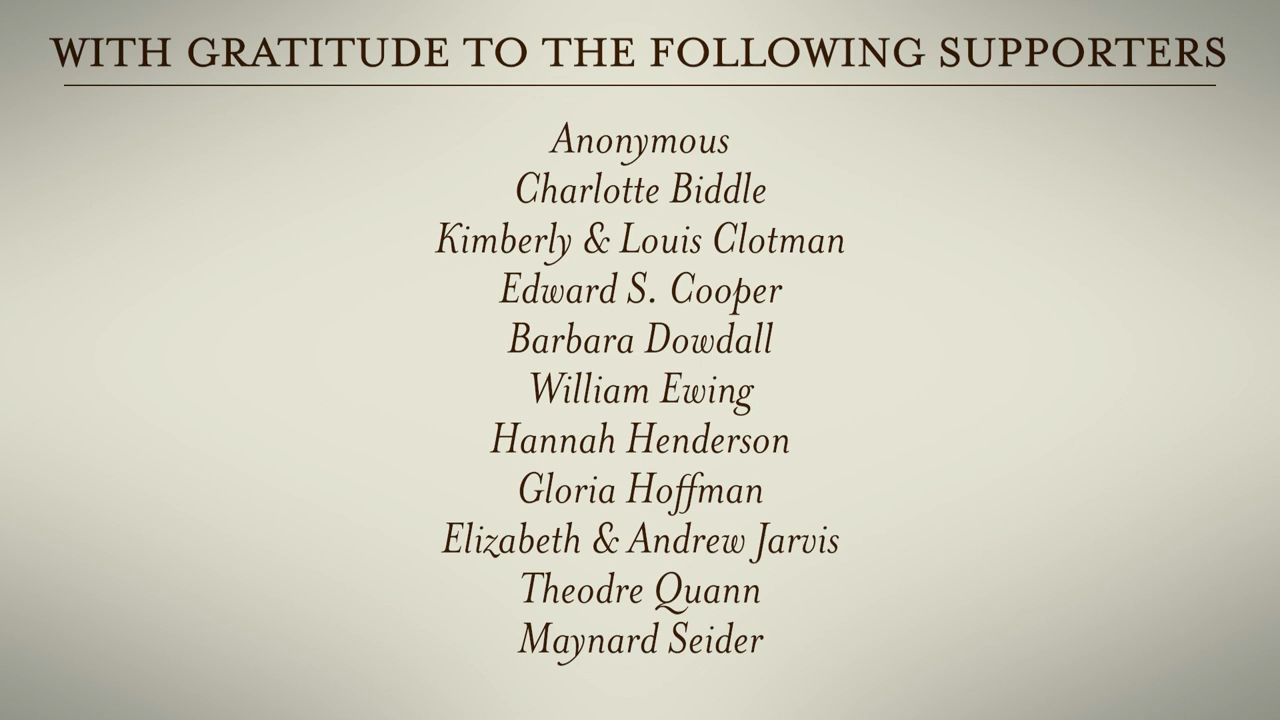 WITH GRATITUDE TO THE FOLLOWING SUPPORTERS
Anonymous
Charlotte Biddle
Kimberly & Louis Clotman
Edward S. Cooper
Barbara Dowdall
William Ewing
Hannah Henderson
Gloria Hoffman
Elizabeth & Andrew Jarvis
Theodre Quann
Maynard Seider